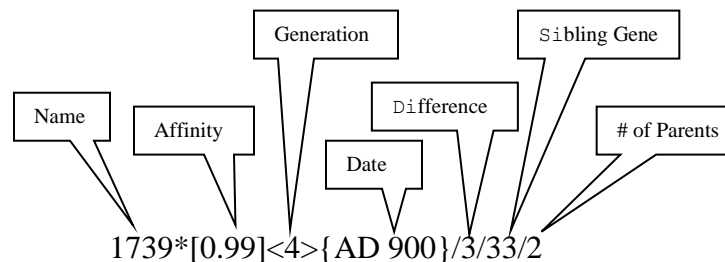 Generation
Sibling Gene
Difference
Name
Affinity
# of Parents
Date
1739*[0.99]<4>{AD 900}/3/33/2